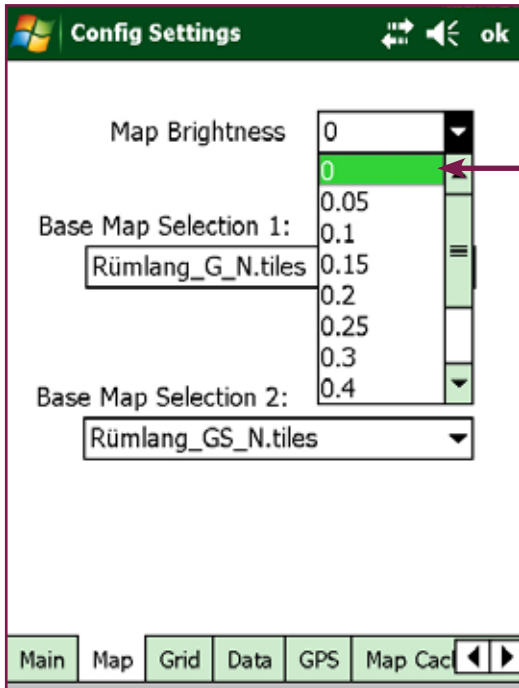 Config Settings ok
Map Brightness 0
0
0.05
Base Map Selection 1: 0.1
Rümlang_G_N.tiles 0.15
0.2
0.25
0.3
Base Map Selection 2: 0.4
Rümlang_GS_N.tiles
Main Map Grid Data GPS Map Cac